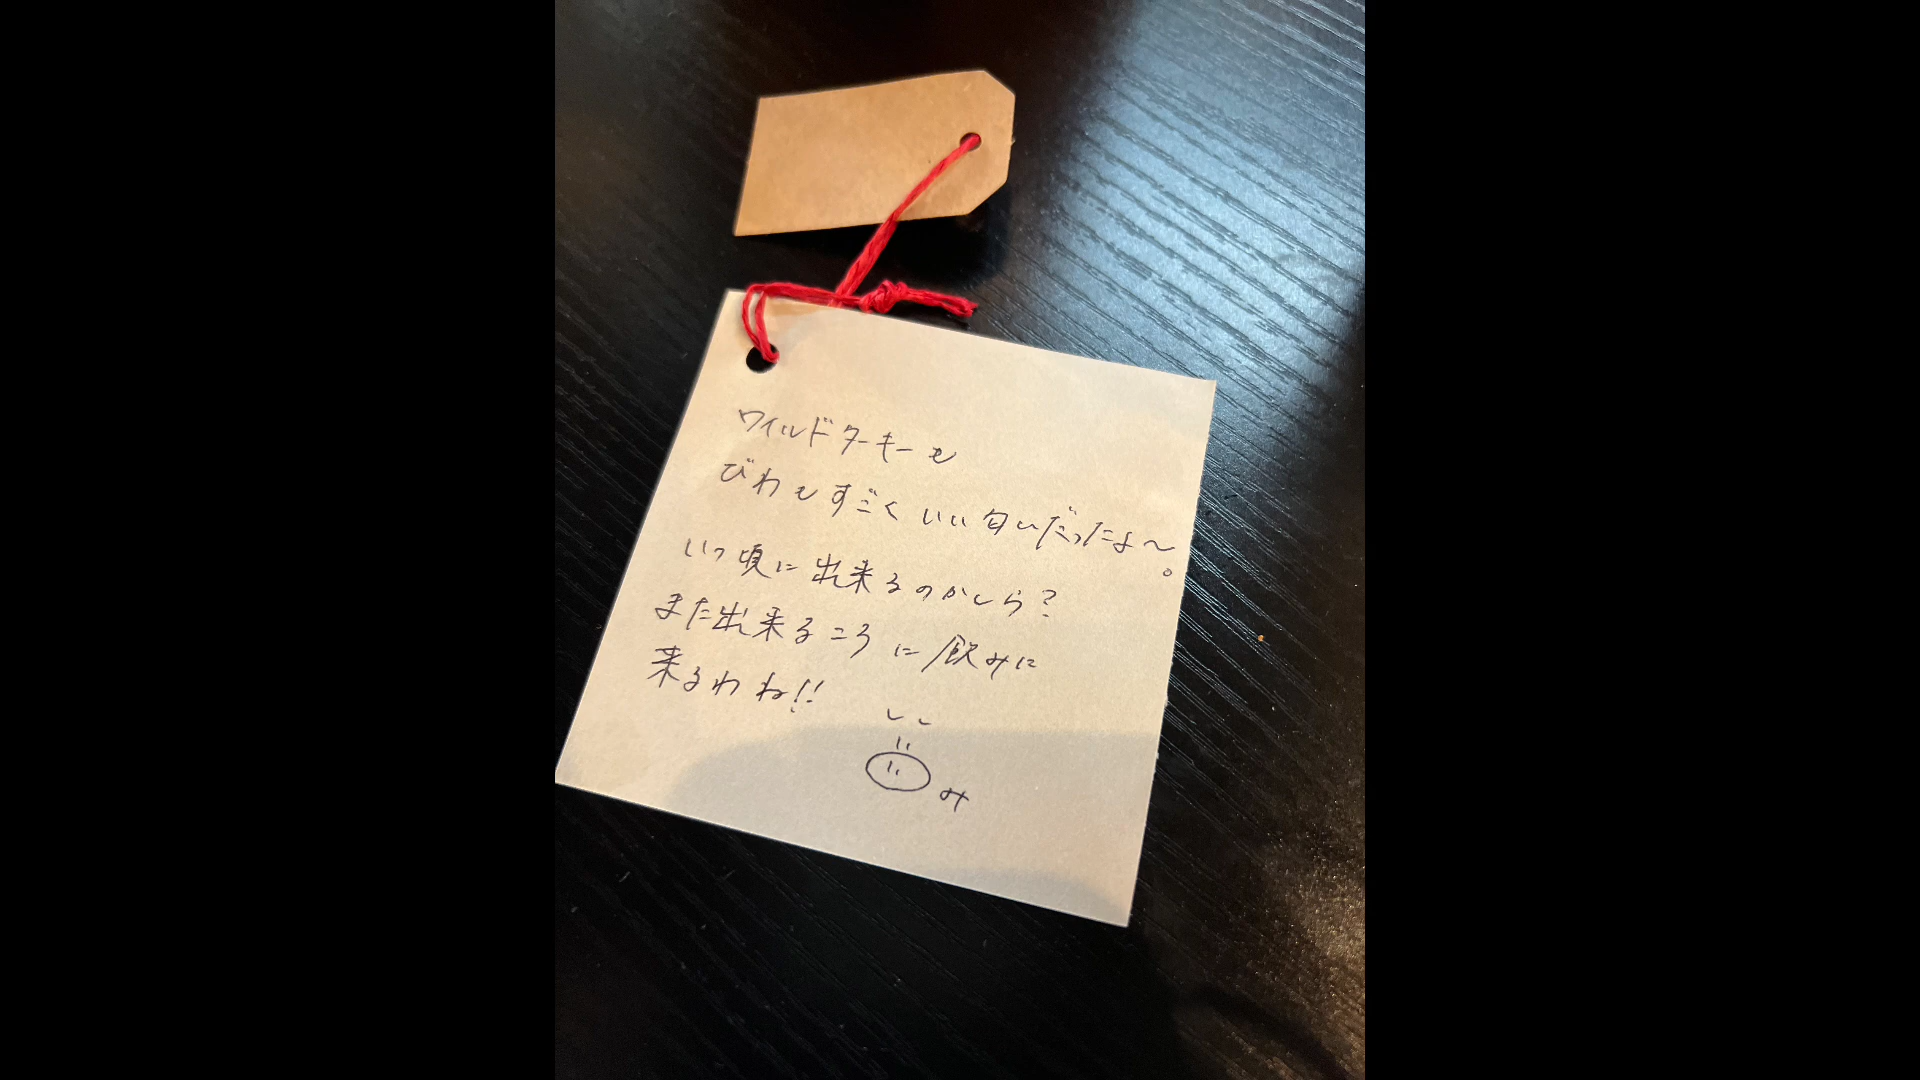 ワイルドターキーも
びわもすごくいい匂いだったよ〜。
いつ頃に出来るのかしら?
また出来るころに飲みに
来るわね!!
み